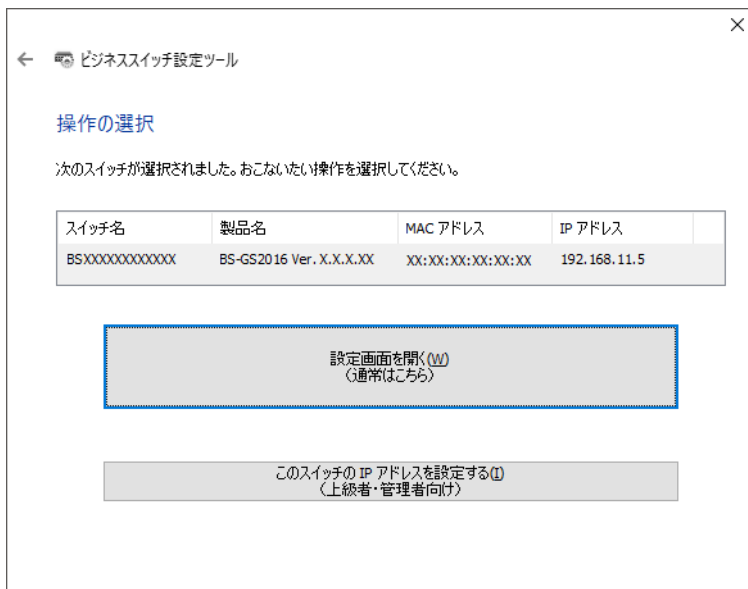 ビジネススイッチ設定ツール
操作の選択
次のスイッチが選択されました。おこないたい操作を選択してください。
スイッチ名 製品名 MAC アドレス IP アドレス
BSXXXXXXXXXXXX BS-GS2016 Ver. X.X.X.XX XX:XX:XX:XX:XX:XX 192.168.11.5
設定画面を開く(W)
(通常はこちら)
このスイッチの IP アドレスを設定する(I)
(上級者・管理者向け)